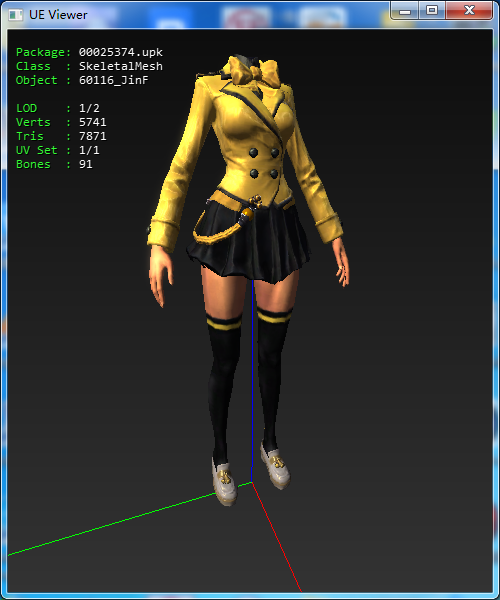 UE Viewer
Package: 00025374.upk
Class : SkeletalMesh
Object : 60116_JinF
LOD : 1/2
Verts : 5741
Tris : 7871
UV Set : 1/1
Bones : 91